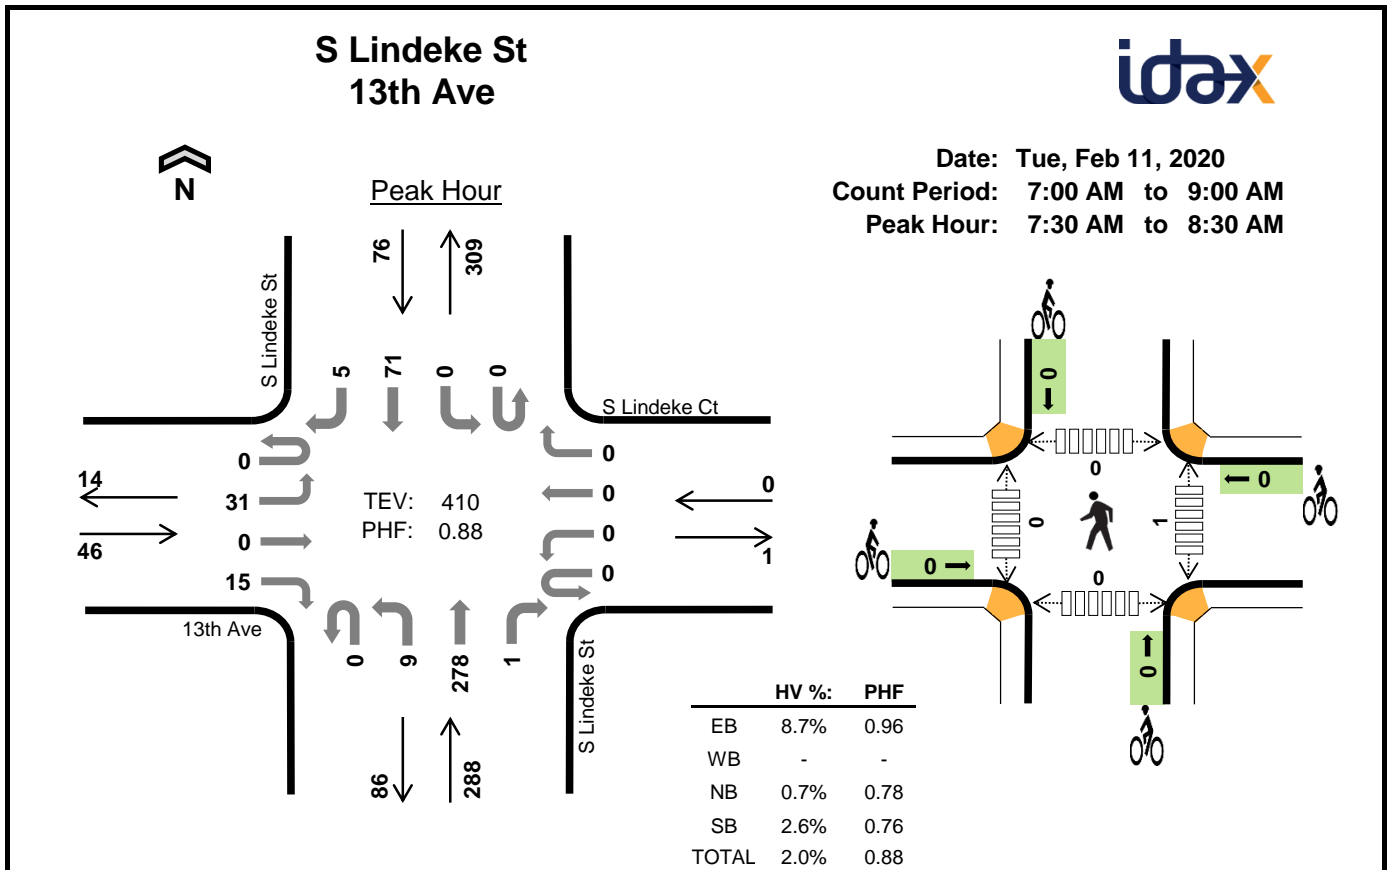 S Lindeke St
13th Ave
idax
N
Peak Hour
Date: Tue, Feb 11, 2020
Count Period: 7:00 AM to 9:00 AM
Peak Hour: 7:30 AM to 8:30 AM
76
309
S Lindeke St
5
71
0
0
S Lindeke Ct
0
31
0
15
14
46
TEV: 410
PHF: 0.88
0
0
0
0
0
1
13th Ave
0
9
278
1
S Lindeke St
86
288
HV %: PHF
EB 8.7% 0.96
WB - -
NB 0.7% 0.78
SB 2.6% 0.76
TOTAL 2.0% 0.88
0
0
0
0
1
0
0
0